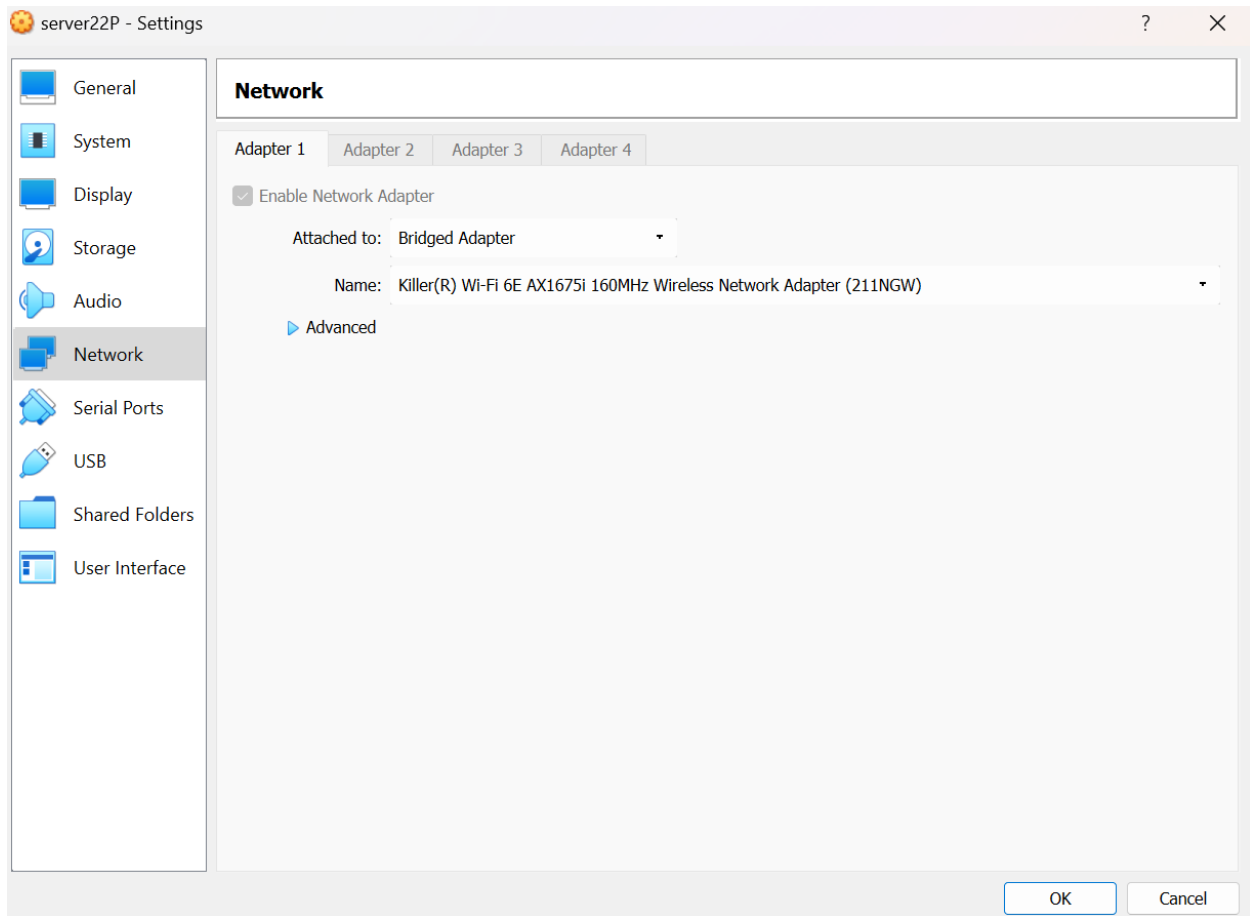 server22P - Settings
?
General
System
Display
Storage
Audio
Network
Serial Ports
USB
Shared Folders
User Interface
Network
Adapter 1 Adapter 2 Adapter 3 Adapter 4
Enable Network Adapter
Attached to: Bridged Adapter
Name: Killer(R) Wi-Fi 6E AX1675i 160MHz Wireless Network Adapter (211NGW)
Advanced
OK Cancel